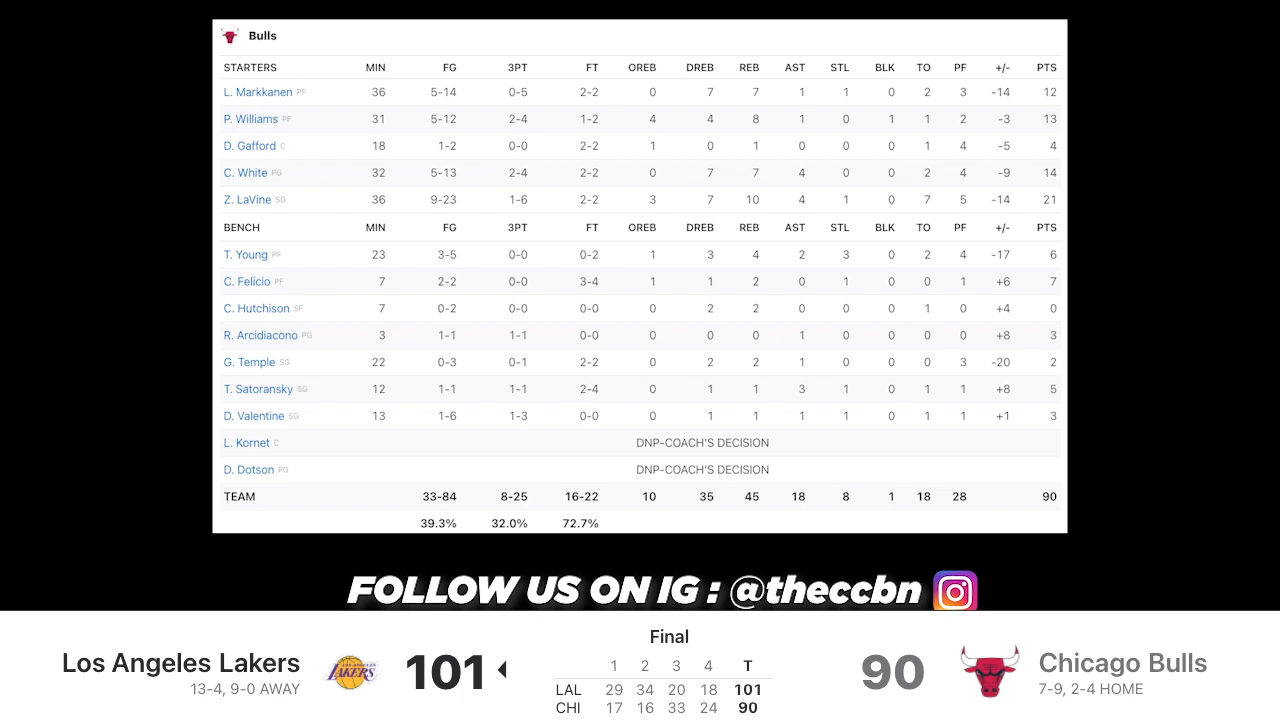 Bulls
STARTERS MIN FG 3PT FT OREB DREB REB AST STL BLK TO PF +/- PTS
L. Markkanen PF 36 5-14 0-5 2-2 0 7 7 1 1 0 2 3 -14 12
P. Williams PF 31 5-12 2-4 1-2 4 4 8 1 0 1 1 2 -3 13
D. Gafford C 18 1-2 0-0 2-2 1 0 1 0 0 0 1 4 -5 4
C. White PG 32 5-13 2-4 2-2 0 7 7 4 0 0 2 4 -9 14
Z. LaVine SG 36 9-23 1-6 2-2 3 7 10 4 1 0 7 5 -14 21
BENCH MIN FG 3PT FT OREB DREB REB AST STL BLK TO PF +/- PTS
T. Young PF 23 3-5 0-0 0-2 1 3 4 2 3 0 2 4 -17 6
C. Felicio PF 7 2-2 0-0 3-4 1 1 2 0 1 0 0 1 +6 7
C. Hutchison SF 7 0-2 0-0 0-0 0 2 2 0 0 0 1 0 +4 0
R. Arcidiacono PG 3 1-1 1-1 0-0 0 0 0 1 0 0 0 0 +8 3
G. Temple SG 22 0-3 0-1 2-2 0 2 2 1 0 0 0 3 -20 2
T. Satoransky SG 12 1-1 1-1 2-4 0 1 1 3 1 0 1 1 +8 5
D. Valentine SG 13 1-6 1-3 0-0 0 1 1 1 1 0 1 1 +1 3
L. Kornet C DNP-COACH'S DECISION
D. Dotson PG DNP-COACH'S DECISION
TEAM 33-84 8-25 16-22 10 35 45 18 8 1 18 28 90
39.3% 32.0% 72.7%
FOLLOW US ON IG : @theccbn
Final
Los Angeles Lakers LAKERS 101 90 Chicago Bulls
13-4, 9-0 AWAY 7-9, 2-4 HOME
1 2 3 4 T
LAL 29 34 20 18 101
CHI 17 16 33 24 90